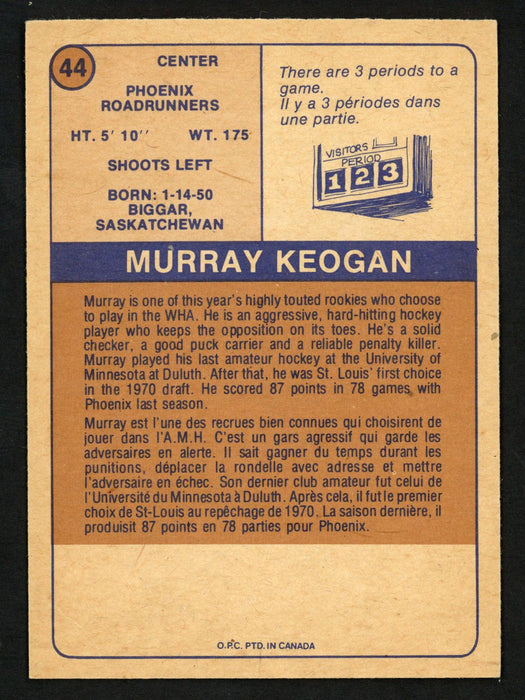 44
CENTER
PHOENIX
ROADRUNNERS
HT. 5' 10'' WT. 175
SHOOTS LEFT
BORN: 1-14-50
BIGGAR,
SASKATCHEWAN
There are 3 periods to a
game.
Il y a 3 périodes dans
une partie.
VISITORS
PERIOD
1 2 3
MURRAY KEOGAN
Murray is one of this year's highly touted rookies who choose
to play in the WHA. He is an aggressive, hard-hitting hockey
player who keeps the opposition on its toes. He's a solid
checker, a good puck carrier and a reliable penalty killer.
Murray played his last amateur hockey at the University of
Minnesota at Duluth. After that, he was St. Louis' first choice
in the 1970 draft. He scored 87 points in 78 games with
Phoenix last season.
Murray est l'une des recrues bien connues qui choisirent de
jouer dans l'A.M.H. C'est un gars agressif qui garde les
adversaires en alerte. Il sait gagner du temps durant les
punitions, déplacer la rondelle avec adresse et mettre
l'adversaire en échec. Son dernier club amateur fut celui de
l'Université du Minnesota à Duluth. Après cela, il fut le premier
choix de St-Louis au repêchage de 1970. La saison dernière, il
produisit 87 points en 78 parties pour Phoenix.
O.P.C. PTD. IN CANADA